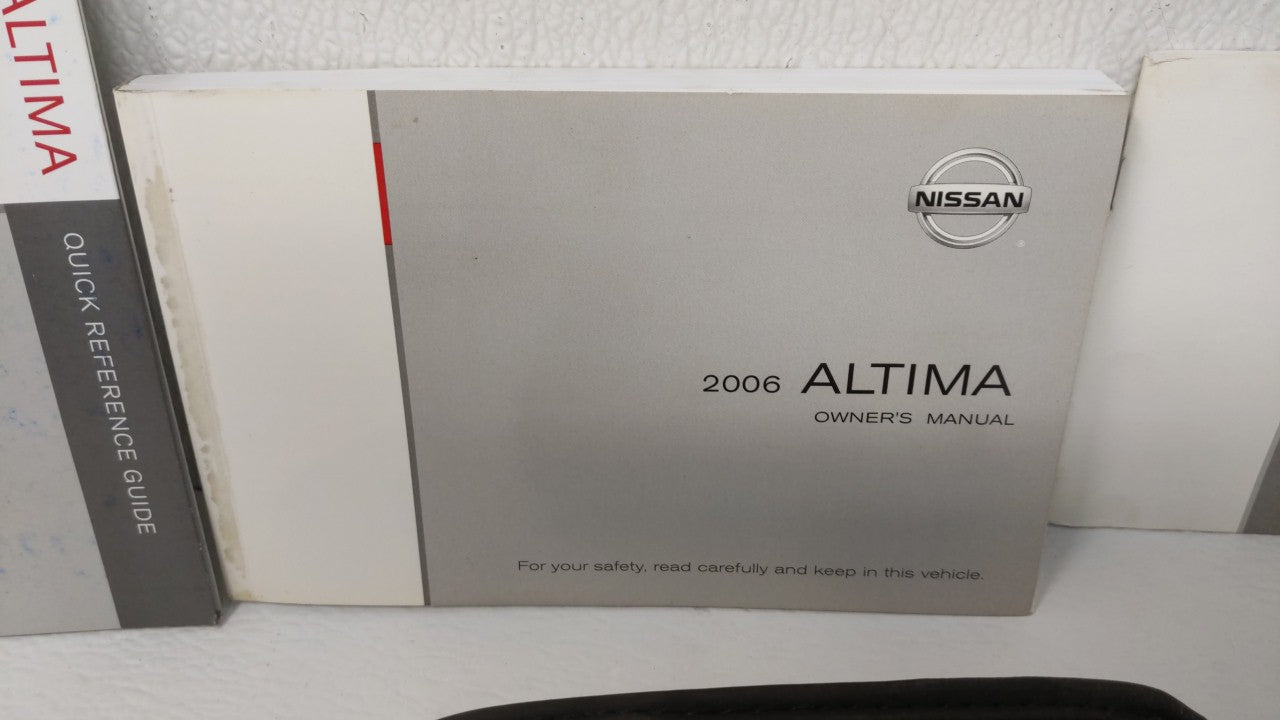 ALTIMA
QUICK REFERENCE GUIDE
NISSAN
®
2006 ALTIMA
OWNER'S MANUAL
For your safety, read carefully and keep in this vehicle.